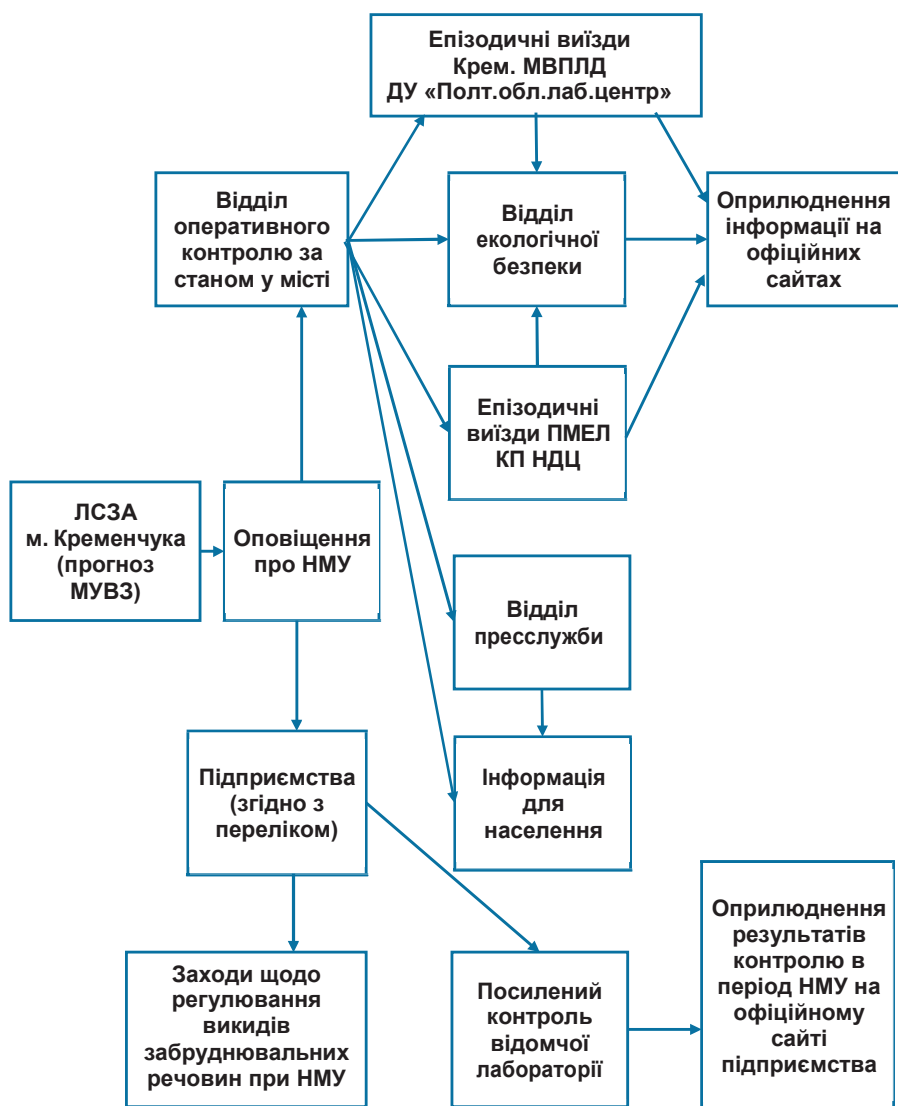 Епізодичні виїзди
Крем. МВПЛД
ДУ «Полт.обл.лаб.центр»
Відділ
оперативного
контролю за
станом у місті
Відділ
екологічної
безпеки
Оприлюднення
інформації на
офіційних
сайтах
Епізодичні
виїзди ПМЕЛ
КП НДЦ
ЛСЗА
м. Кременчука
(прогноз
МУВЗ)
Оповіщення
про НМУ
Відділ
пресслужби
Підприємства
(згідно з
переліком)
Інформація
для
населення
Заходи щодо
регулювання
викидів
забруднювальних
речовин при НМУ
Посилений
контроль
відомчої
лабораторії
Оприлюднення
результатів
контролю в
період НМУ на
офіційному
сайті
підприємства